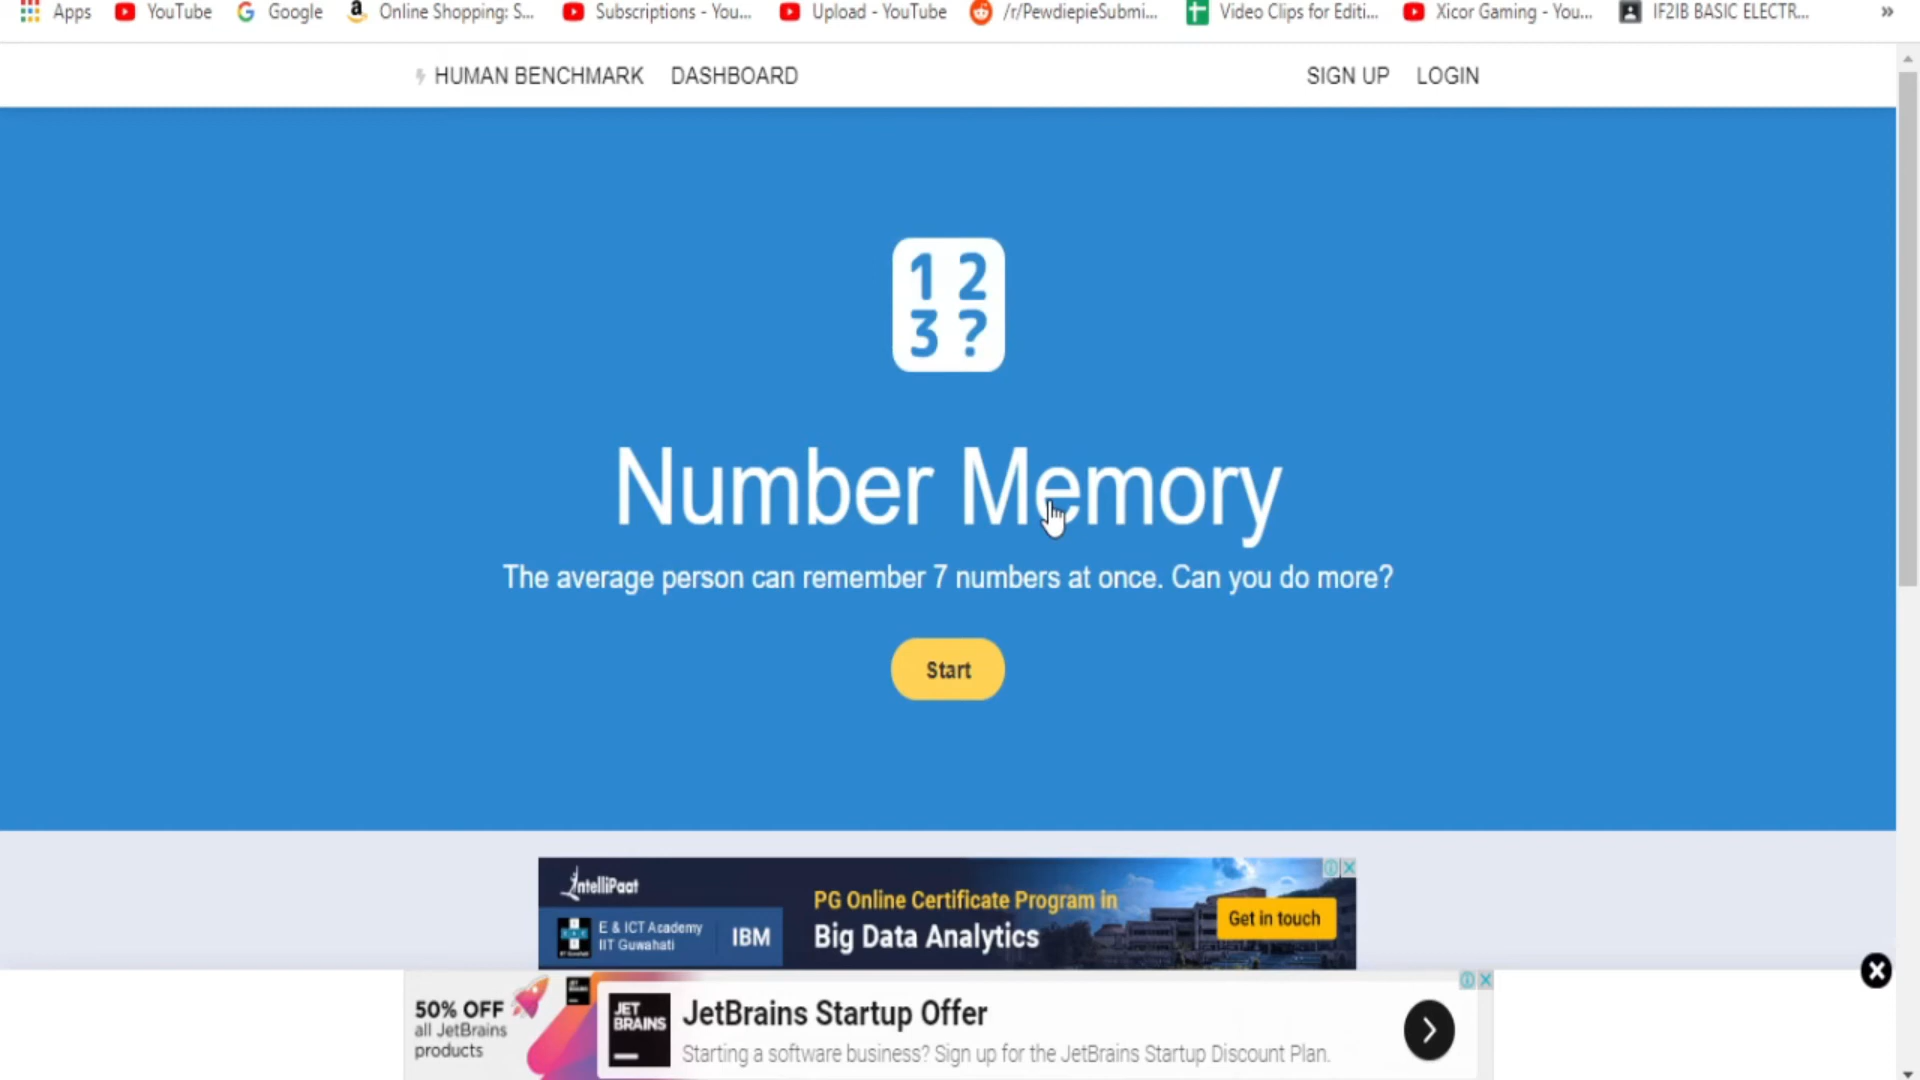 Apps YouTube Google Online Shopping: S... Subscriptions - You... Upload - YouTube /r/PewdiepieSubmi... Video Clips for Editi... Xicor Gaming - You... IF2IB BASIC ELECTR... »
HUMAN BENCHMARK DASHBOARD SIGN UP LOGIN
1 2
3 ?
Number Memory
The average person can remember 7 numbers at once. Can you do more?
Start
IntelliPaat
E & ICT Academy
IIT Guwahati
IBM
PG Online Certificate Program in
Big Data Analytics
Get in touch
50% OFF
all JetBrains
products
JET
BRAINS
JetBrains Startup Offer
Starting a software business? Sign up for the JetBrains Startup Discount Plan.